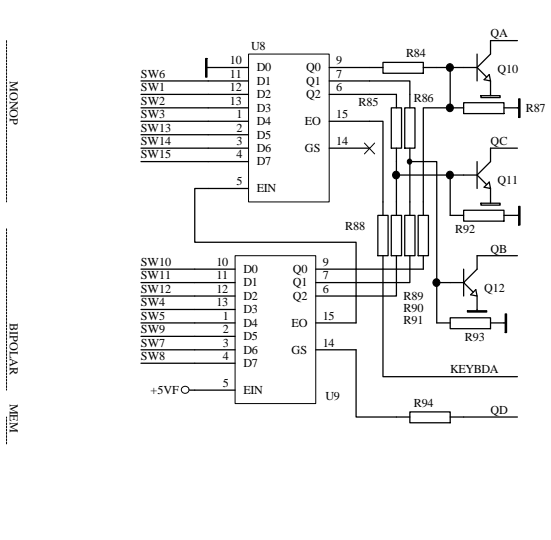 MONOP
BIPOLAR
MEM
U8
SW6 10 D0 Q0 9 R84 QA
SW1 11 D1 Q1 7 Q10
SW2 12 D2 Q2 6 R85 R86 R87
SW3 13 D3
SW13 1 D4 EO 15
SW14 2 D5
SW15 3 D6 GS 14 QC
4 D7
5 EIN Q11
R92
R88
QB
SW10 10 D0 Q0 9
SW11 11 D1 Q1 7
SW12 12 D2 Q2 6 R89 Q12
SW4 13 D3 R90
SW5 1 D4 EO 15 R91
SW9 2 D5 R93
SW7 3 D6 GS 14
SW8 4 D7
KEYBDA
+5VF 5 EIN U9
R94 QD